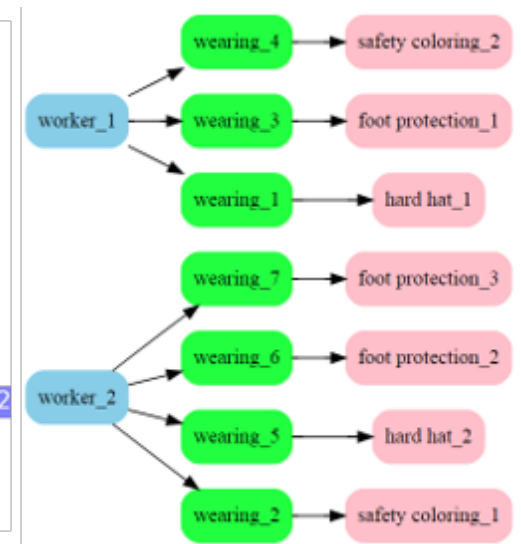 wearing_4 safety coloring_2
worker_1 wearing_3 foot protection_1
wearing_1 hard hat_1
wearing_7 foot protection_3
wearing_6 foot protection_2
2 worker_2
wearing_5 hard hat_2
wearing_2 safety coloring_1